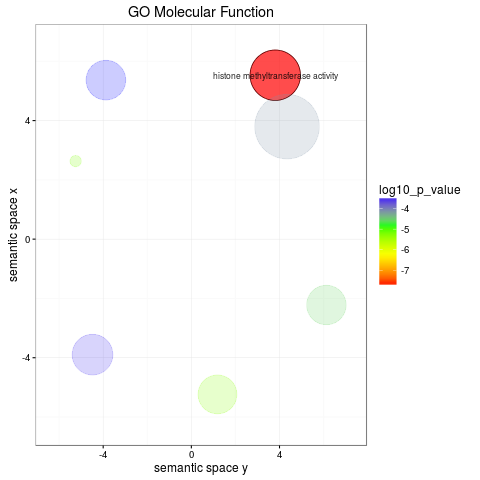 GO Molecular Function
histone methyltransferase activity
semantic space x
4
0
-4
-4
0
4
semantic space y
log10_p_value
-4
-5
-6
-7